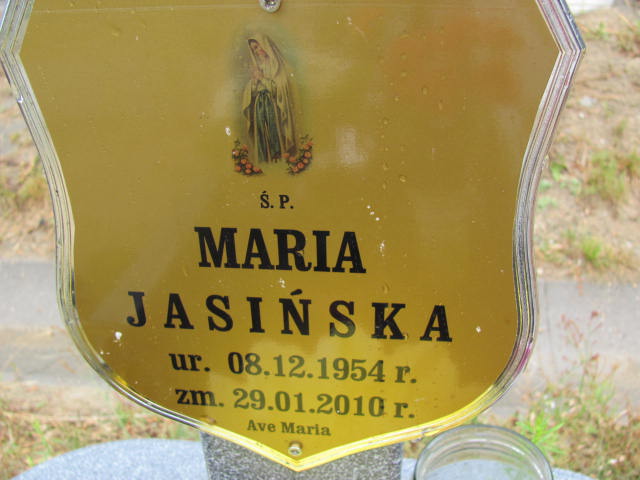 Ś. P.
MARIA
JASIŃSKA
ur. 08.12.1954 r.
zm. 29.01.2010 r.
Ave Maria